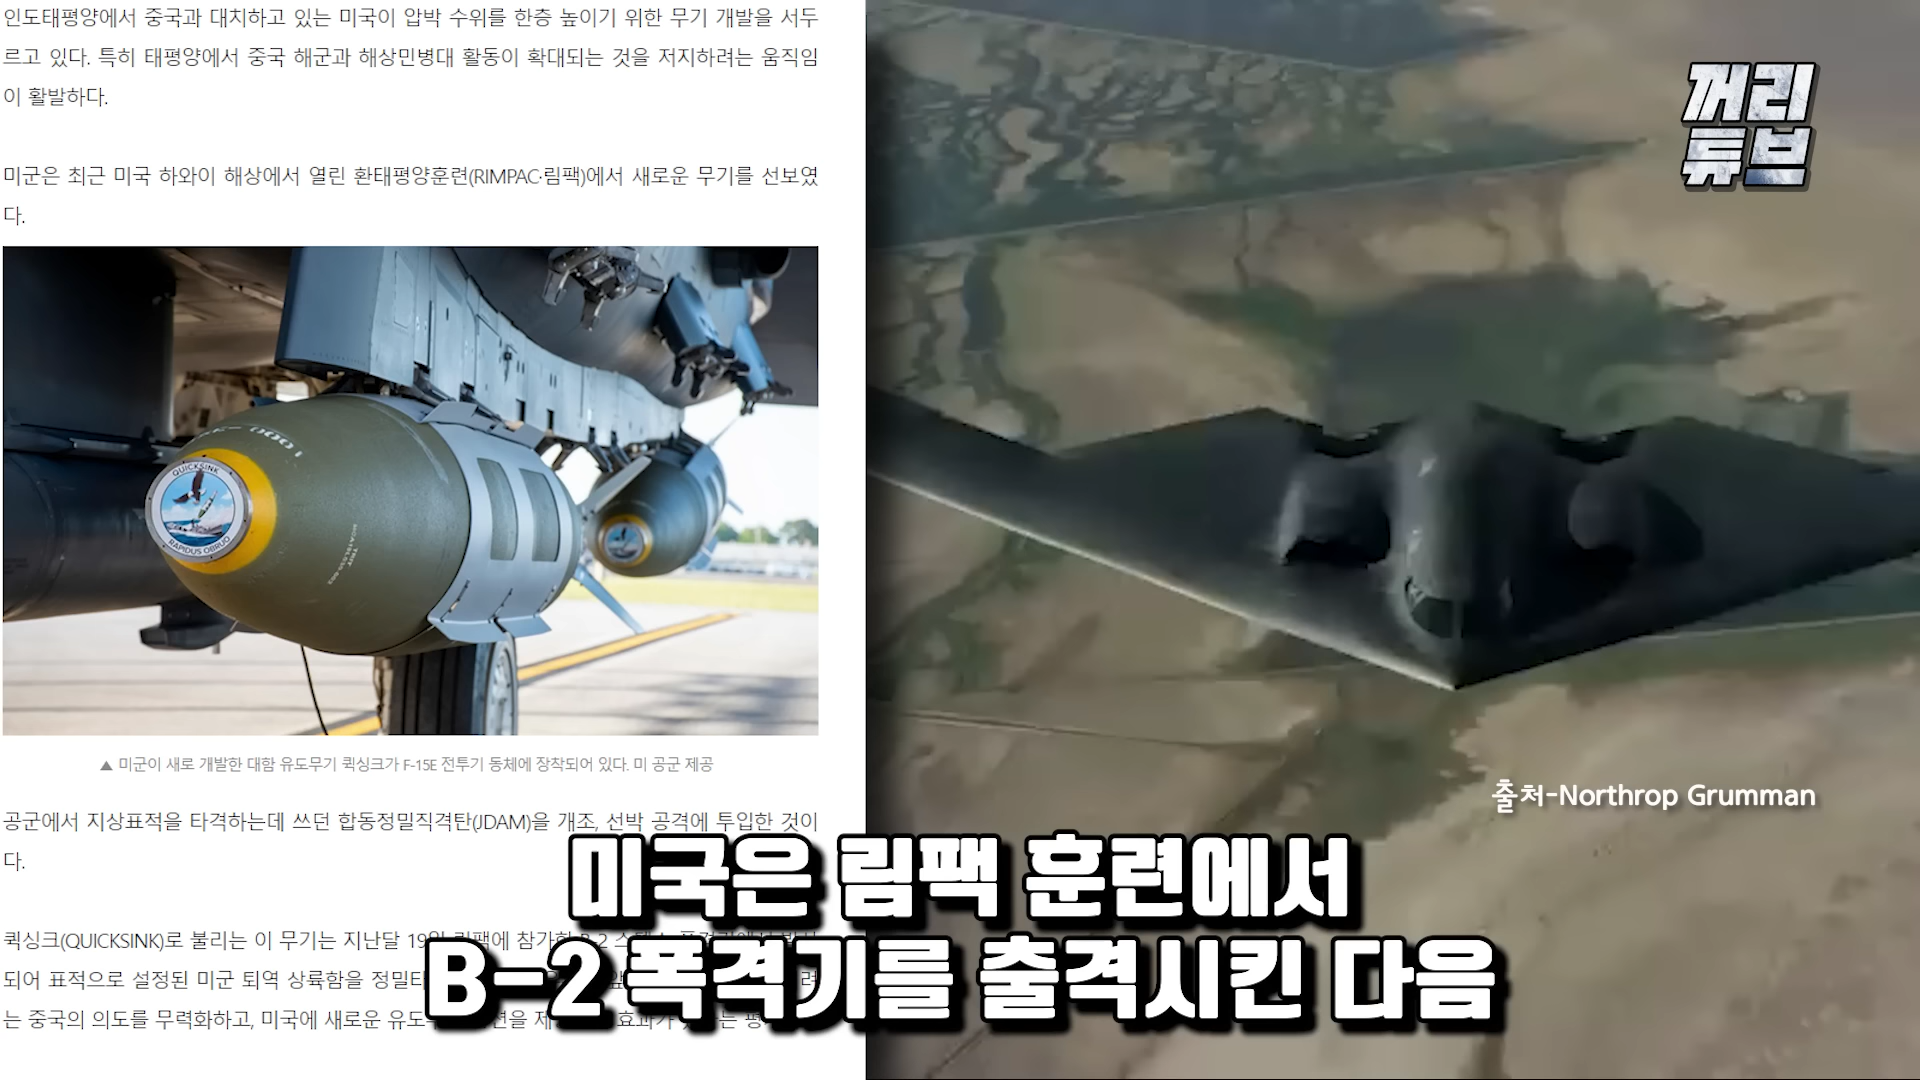 인도태평양에서 중국과 대치하고 있는 미국이 압박 수위를 한층 높이기 위한 무기 개발을 서두
르고 있다. 특히 태평양에서 중국 해군과 해상민병대 활동이 확대되는 것을 저지하려는 움직임
이 활발하다.
미군은 최근 미국 하와이 해상에서 열린 환태평양훈련(RIMPAC·림팩)에서 새로운 무기를 선보였
다.
QUICKSINK
RAPIDUS OBRUO
▲ 미군이 새로 개발한 대함 유도무기 퀵싱크가 F-15E 전투기 동체에 장착되어 있다. 미 공군 제공
공군에서 지상표적을 타격하는데 쓰던 합동정밀직격탄(JDAM)을 개조, 선박 공격에 투입한 것이
다.
퀵싱크(QUICKSINK)로 불리는 이 무기는 지난달 19일
되어 표적으로 설정된 미군 퇴역 상륙함을
는 중국의 의도를 무력화하고, 미국에 새로운
꺼리
튜브
출처-Northrop Grumman
미국은 림팩 훈련에서
B-2 폭격기를 출격시킨 다음